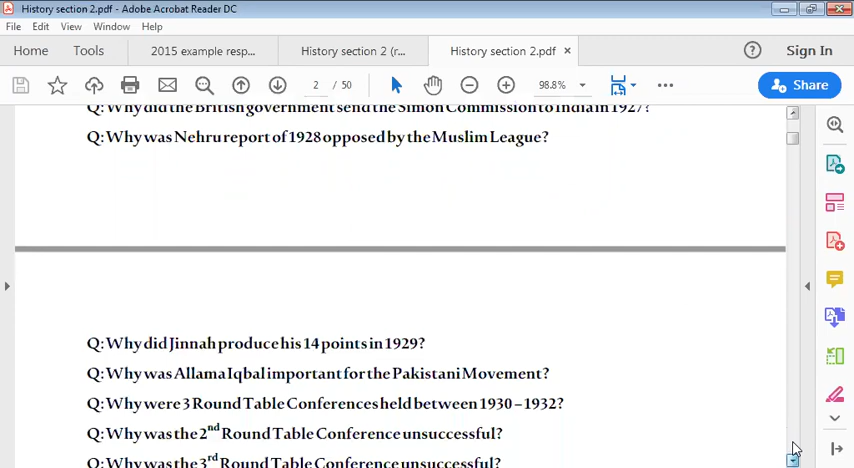 History section 2.pdf - Adobe Acrobat Reader DC
File Edit View Window Help
Home Tools 2015 example resp... History section 2 (r... History section 2.pdf × Sign In
2 / 50 98.8% Share
Q: Why did the British government send the Simon Commission to India in 1927?
Q: Why was Nehru report of 1928 opposed by the Muslim League?
Q: Why did Jinnah produce his 14 points in 1929?
Q: Why was Allama Iqbal important for the Pakistani Movement?
Q: Why were 3 Round Table Conferences held between 1930 – 1932?
Q: Why was the 2nd Round Table Conference unsuccessful?
Q: Why was the 3rd Round Table Conference unsuccessful?